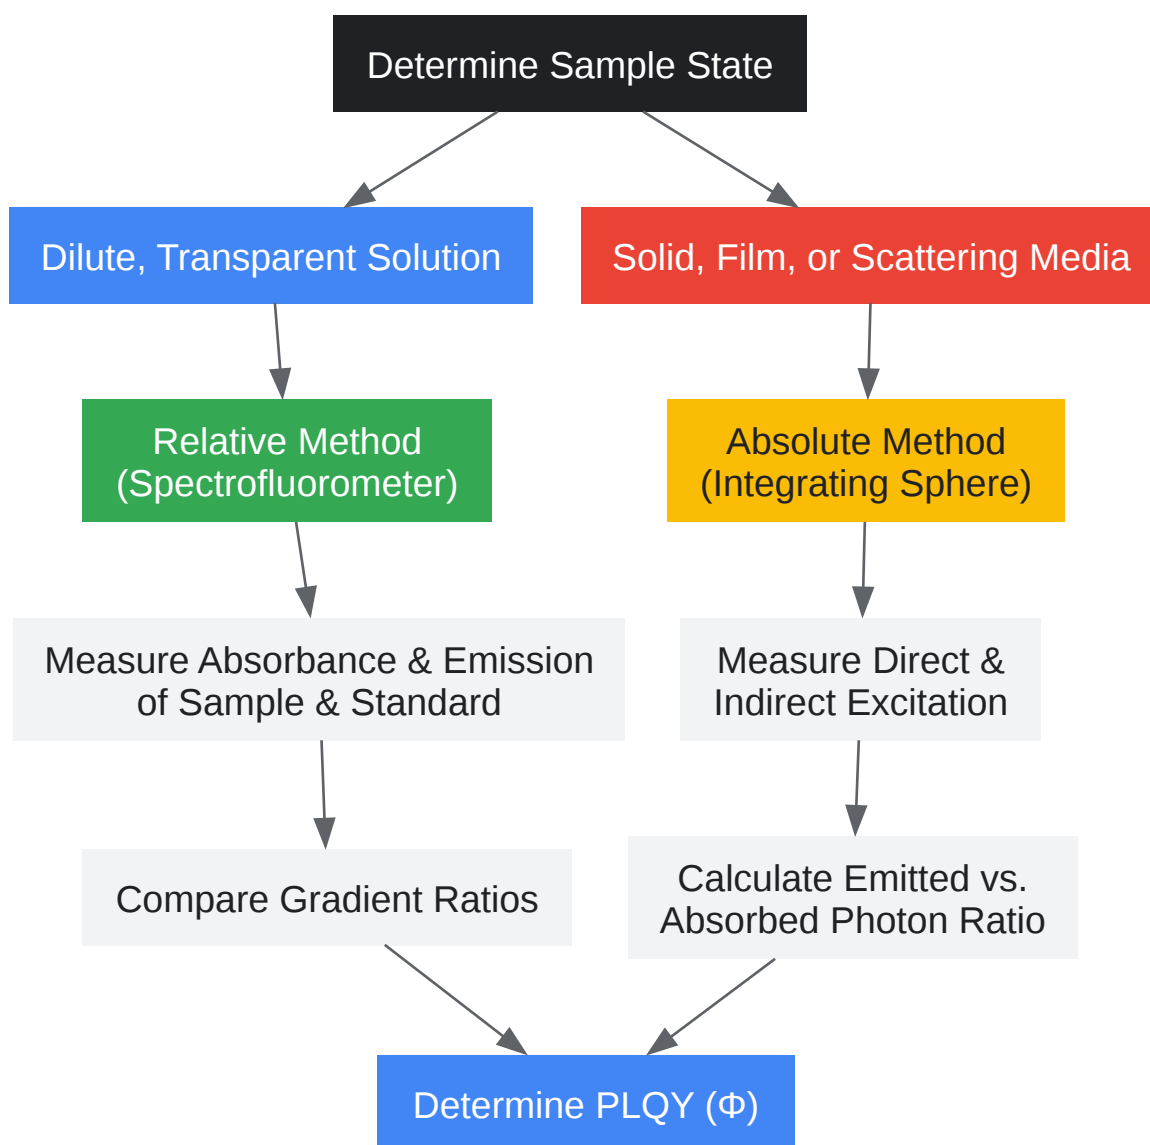 Determine Sample State
Dilute, Transparent Solution
Solid, Film, or Scattering Media
Relative Method
(Spectrofluorometer)
Absolute Method
(Integrating Sphere)
Measure Absorbance & Emission
of Sample & Standard
Measure Direct &
Indirect Excitation
Compare Gradient Ratios
Calculate Emitted vs.
Absorbed Photon Ratio
Determine PLQY (Φ)